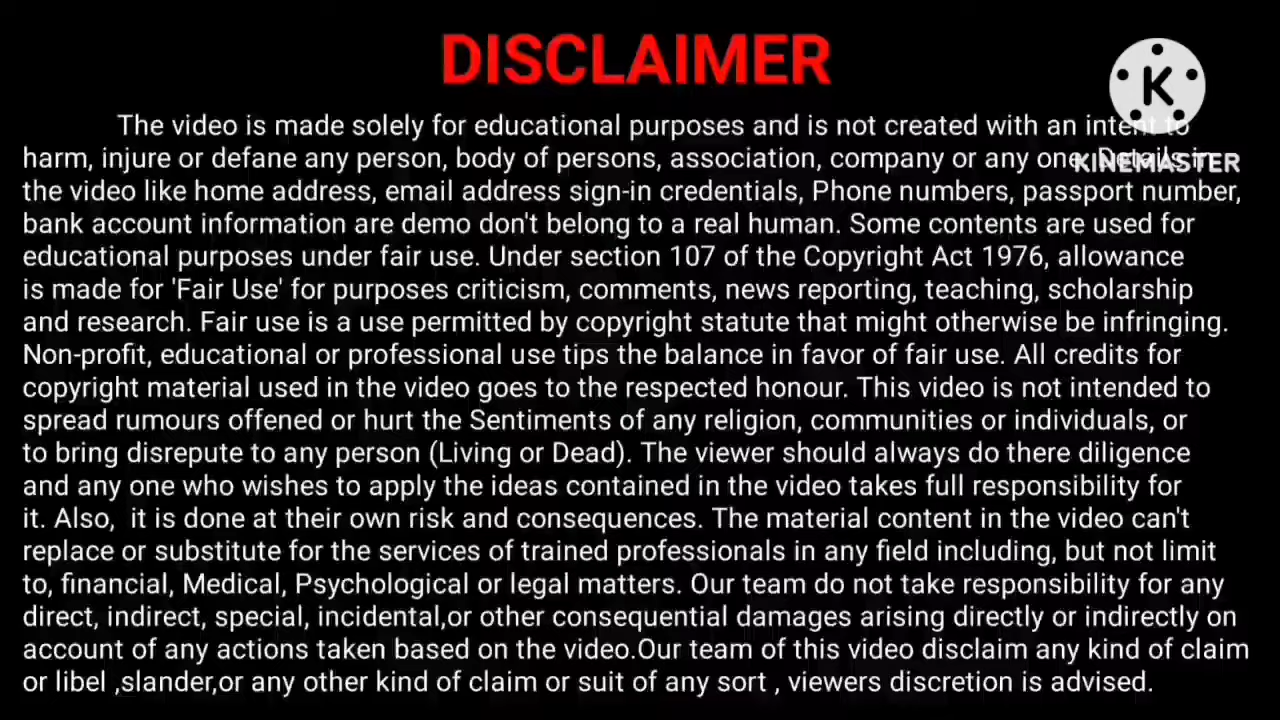 DISCLAIMER
K
The video is made solely for educational purposes and is not created with an intent to
harm, injure or defane any person, body of persons, association, company or any one. Details in
KINEMASTER
the video like home address, email address sign-in credentials, Phone numbers, passport number,
bank account information are demo don't belong to a real human. Some contents are used for
educational purposes under fair use. Under section 107 of the Copyright Act 1976, allowance
is made for 'Fair Use' for purposes criticism, comments, news reporting, teaching, scholarship
and research. Fair use is a use permitted by copyright statute that might otherwise be infringing.
Non-profit, educational or professional use tips the balance in favor of fair use. All credits for
copyright material used in the video goes to the respected honour. This video is not intended to
spread rumours offened or hurt the Sentiments of any religion, communities or individuals, or
to bring disrepute to any person (Living or Dead). The viewer should always do there diligence
and any one who wishes to apply the ideas contained in the video takes full responsibility for
it. Also,  it is done at their own risk and consequences. The material content in the video can't
replace or substitute for the services of trained professionals in any field including, but not limit
to, financial, Medical, Psychological or legal matters. Our team do not take responsibility for any
direct, indirect, special, incidental,or other consequential damages arising directly or indirectly on
account of any actions taken based on the video.Our team of this video disclaim any kind of claim
or libel ,slander,or any other kind of claim or suit of any sort , viewers discretion is advised.